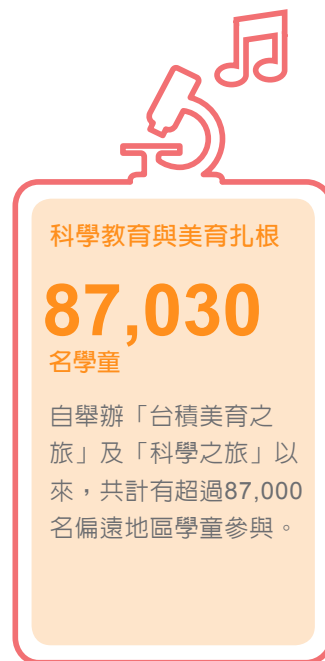 科學教育與美育扎根
87,030
名學童
自舉辦「台積美育之
旅」及「科學之旅」以
來，共計有超過87,000
名偏遠地區學童參與。